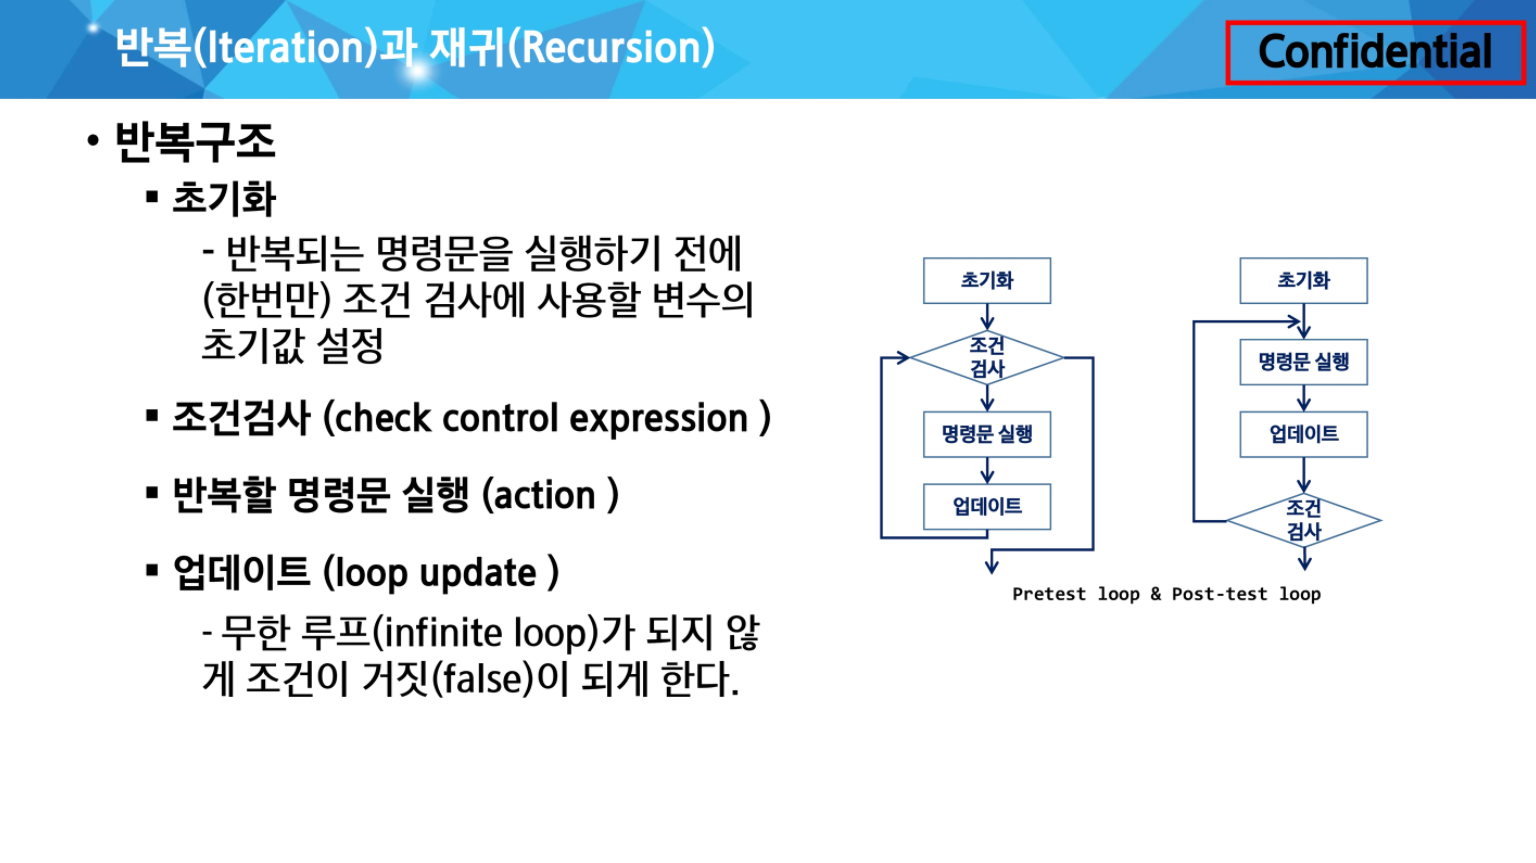 반복(Iteration)과 재귀(Recursion)
Confidential
• 반복구조
▪ 초기화
- 반복되는 명령문을 실행하기 전에
(한번만) 조건 검사에 사용할 변수의
초기값 설정
▪ 조건검사 (check control expression )
▪ 반복할 명령문 실행 (action )
▪ 업데이트 (loop update )
- 무한 루프(infinite loop)가 되지 않
게 조건이 거짓(false)이 되게 한다.
초기화
조건
검사
명령문 실행
업데이트
초기화
명령문 실행
업데이트
조건
검사
Pretest loop & Post-test loop